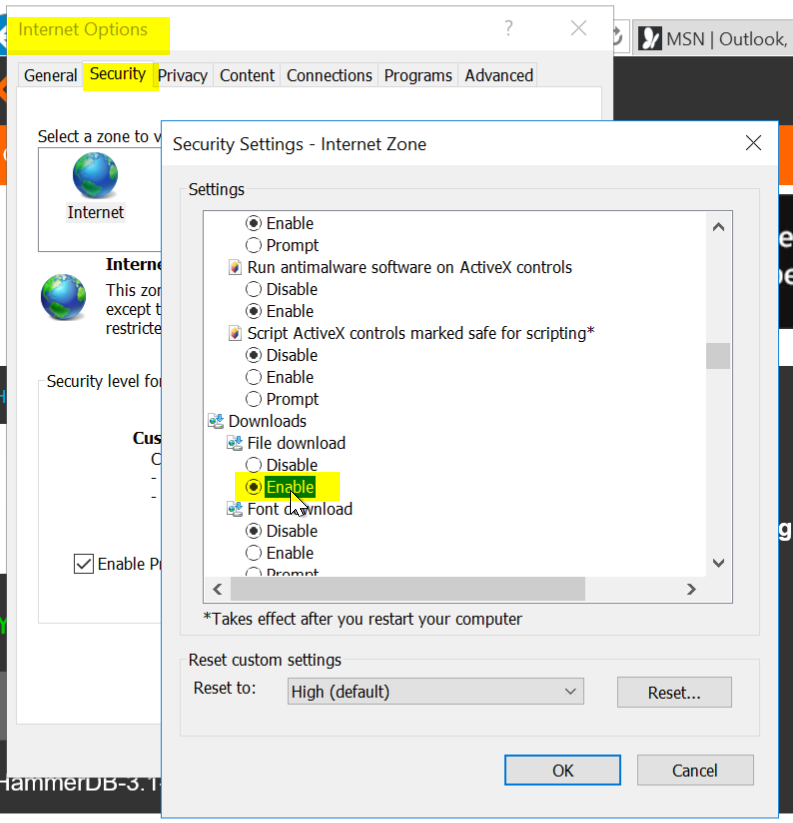 Internet Options
?
MSN | Outlook,
General Security Privacy Content Connections Programs Advanced
Select a zone to v
Security Settings - Internet Zone
Settings
Internet
Enable
Prompt
Run antimalware software on ActiveX controls
Disable
Enable
Script ActiveX controls marked safe for scripting*
Disable
Enable
Prompt
Downloads
File download
Disable
Enable
Font download
Disable
Enable
Prompt
*Takes effect after you restart your computer
Reset custom settings
Reset to:
High (default)
Reset...
OK
Cancel
Interne
This zor
except t
restricte
Security level fo
Cus
C
-
-
Enable P
HammerDB-3.1-